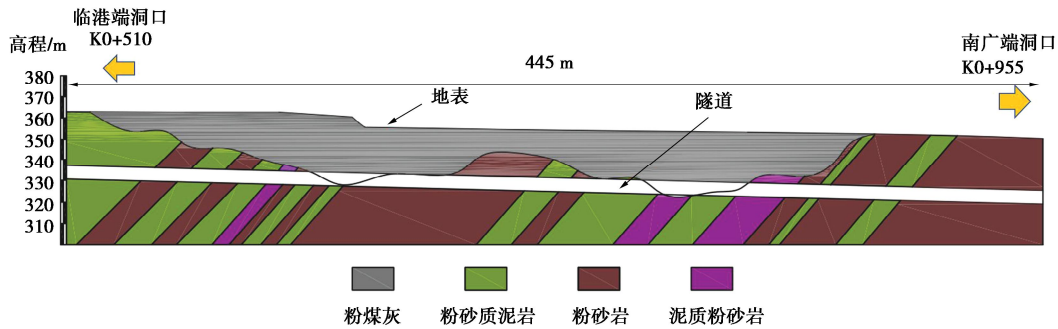 临港端洞口
K0+510
高程/m
南广端洞口
K0+955
445 m
380
370
360
350
340
330
320
310
地表
隧道
粉煤灰
粉砂质泥岩
粉砂岩
泥质粉砂岩